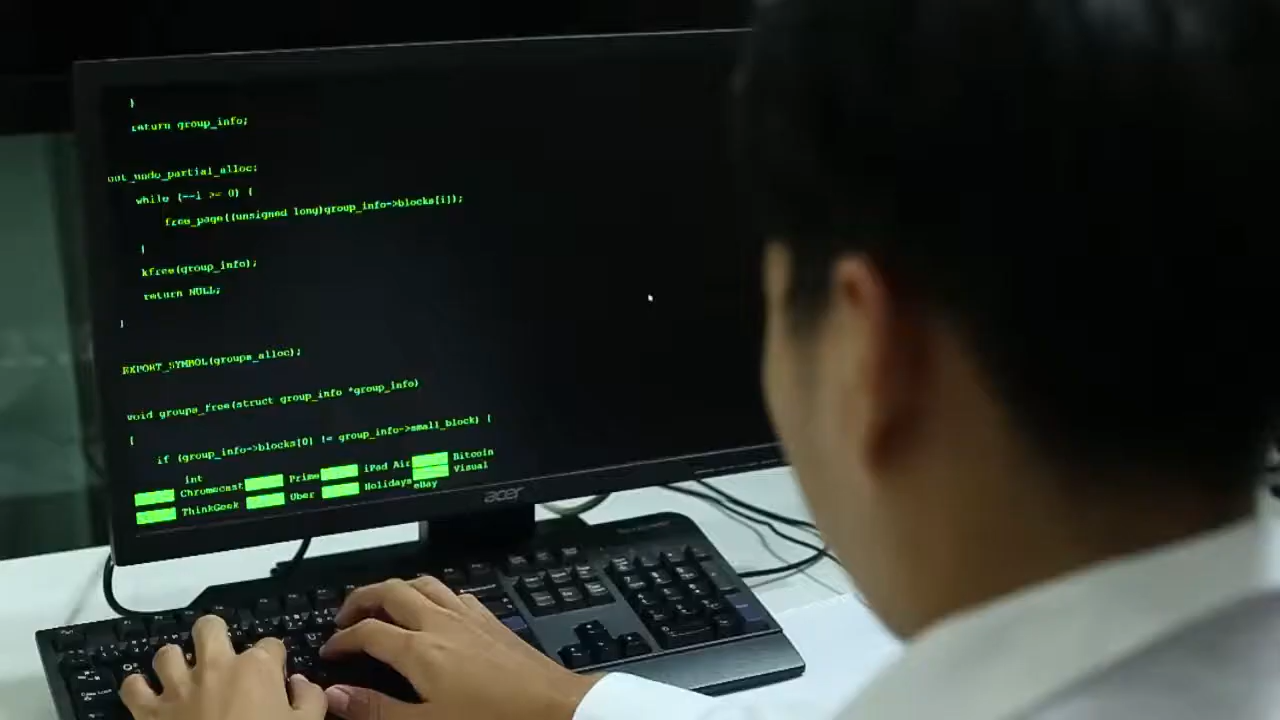 }
return group_info;
out_undo_partial_alloc:
while (--i >= 0) {
free_page((unsigned long)group_info->blocks[i]);
}
kfree(group_info);
return NULL;
}
EXPORT_SYMBOL(groups_alloc);
void groups_free(struct group_info *group_info)
{
if (group_info->blocks[0] != group_info->small_block) {
int
Chromecast Prime iPad Air Bitcoin
ThinkGeek Uber Holidays eBay Visual
acer